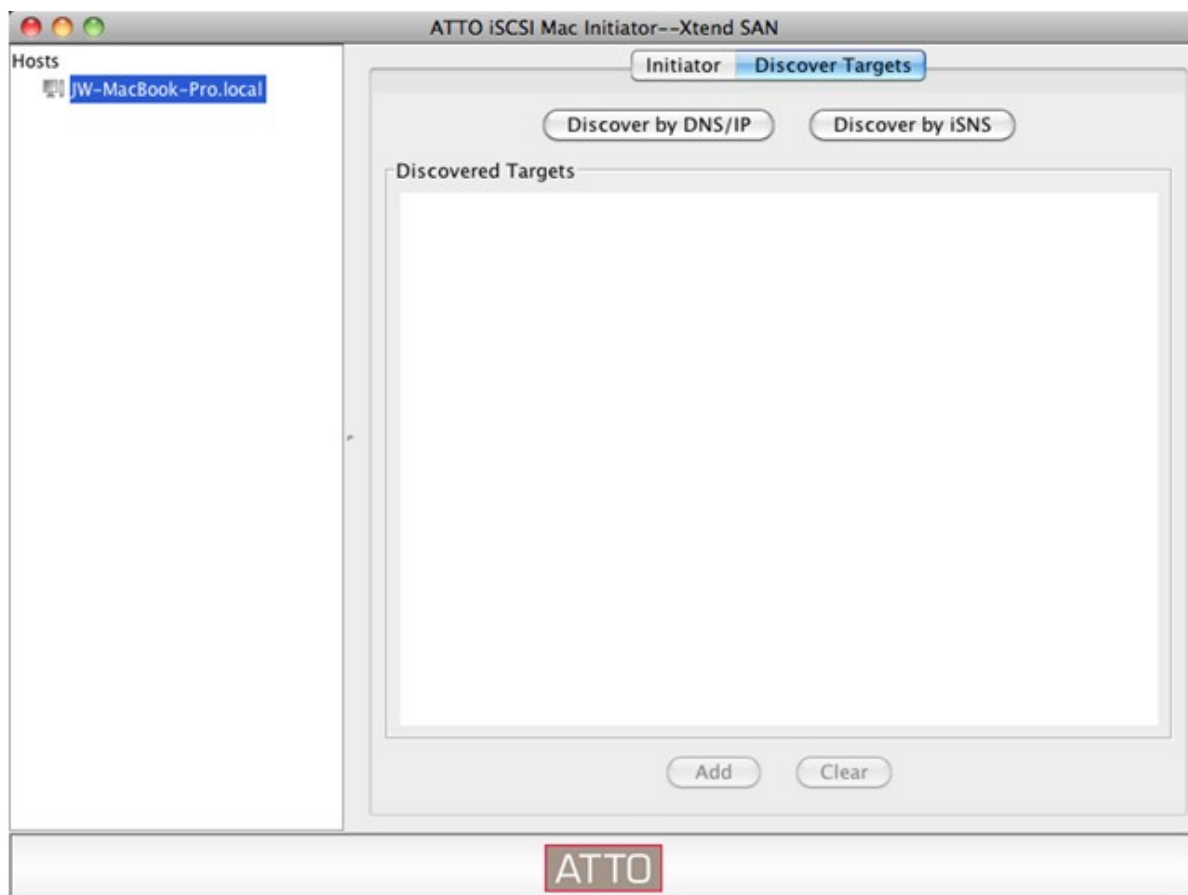 ATTO iSCSI Mac Initiator--Xtend SAN
Hosts
JW-MacBook-Pro.local
Initiator
Discover Targets
Discover by DNS/IP
Discover by iSNS
Discovered Targets
Add
Clear
ATTO